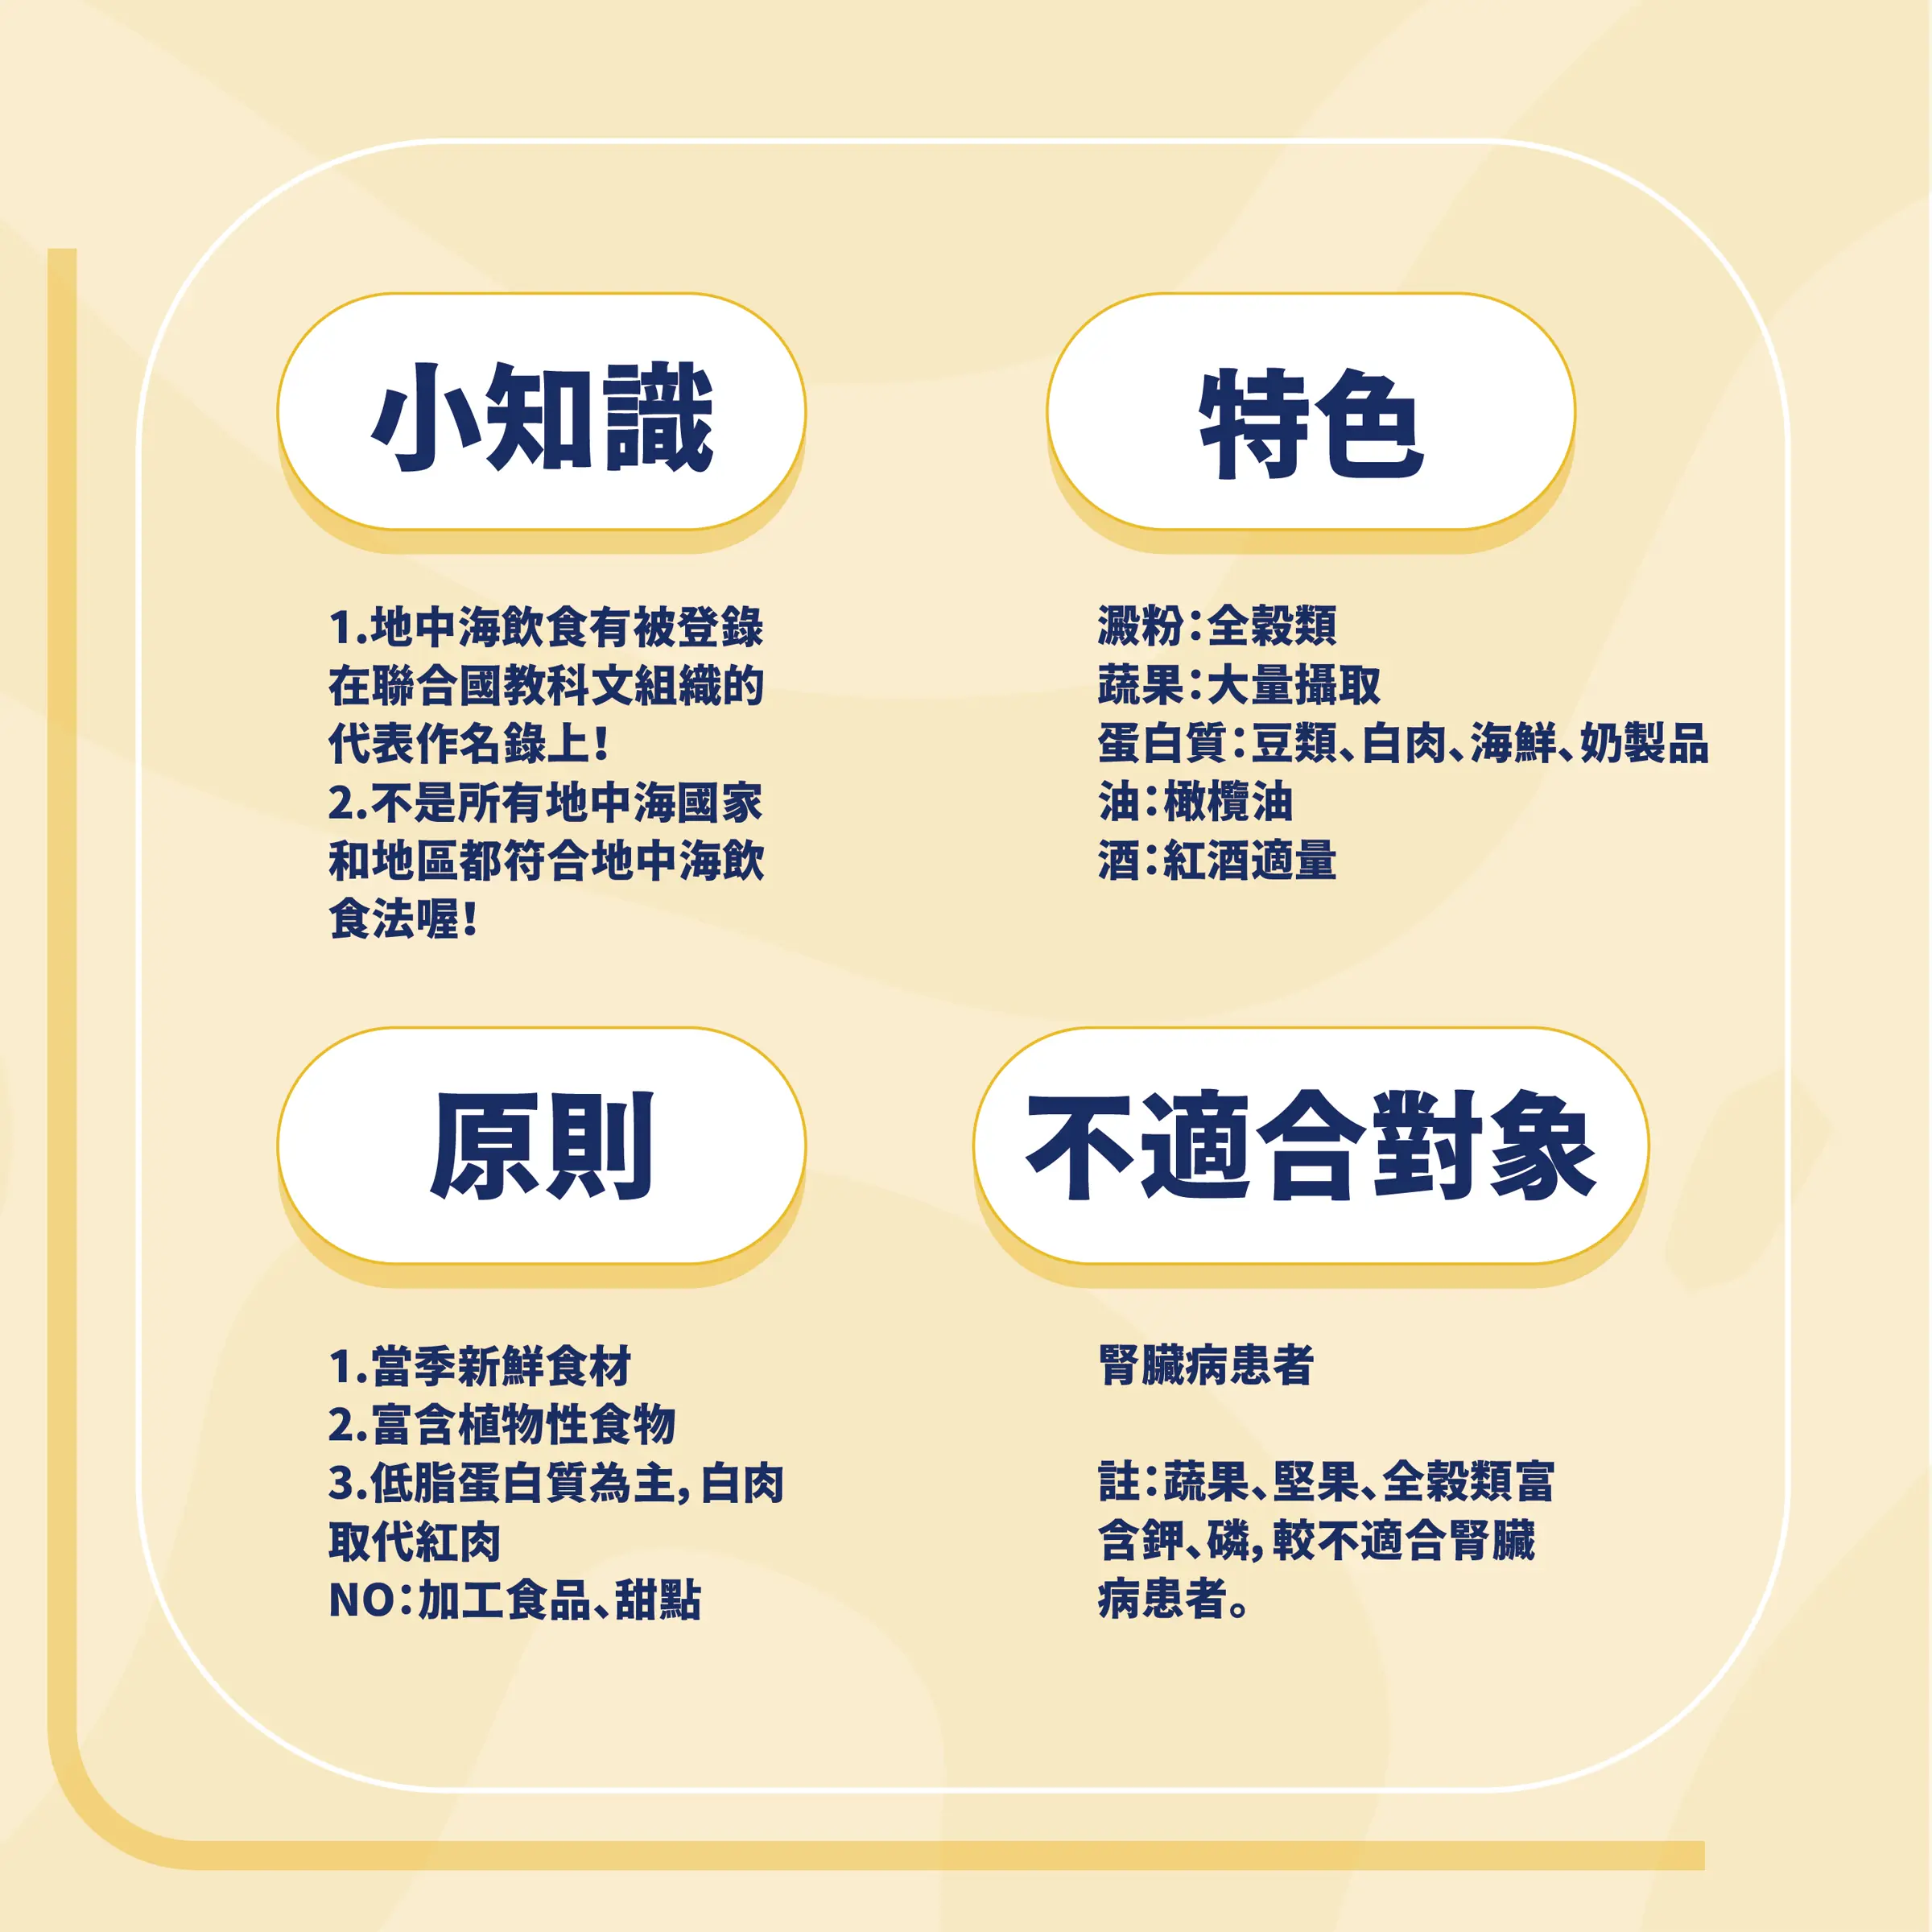 小知識
1.地中海飲食有被登錄
在聯合國教科文組織的
代表作名錄上！
2.不是所有地中海國家
和地區都符合地中海飲
食法喔！
特色
澱粉：全穀類
蔬果：大量攝取
蛋白質：豆類、白肉、海鮮、奶製品
油：橄欖油
酒：紅酒適量
原則
1.當季新鮮食材
2.富含植物性食物
3.低脂蛋白質為主，白肉
取代紅肉
NO：加工食品、甜點
不適合對象
腎臟病患者
註：蔬果、堅果、全穀類富
含鉀、磷，較不適合腎臟
病患者。